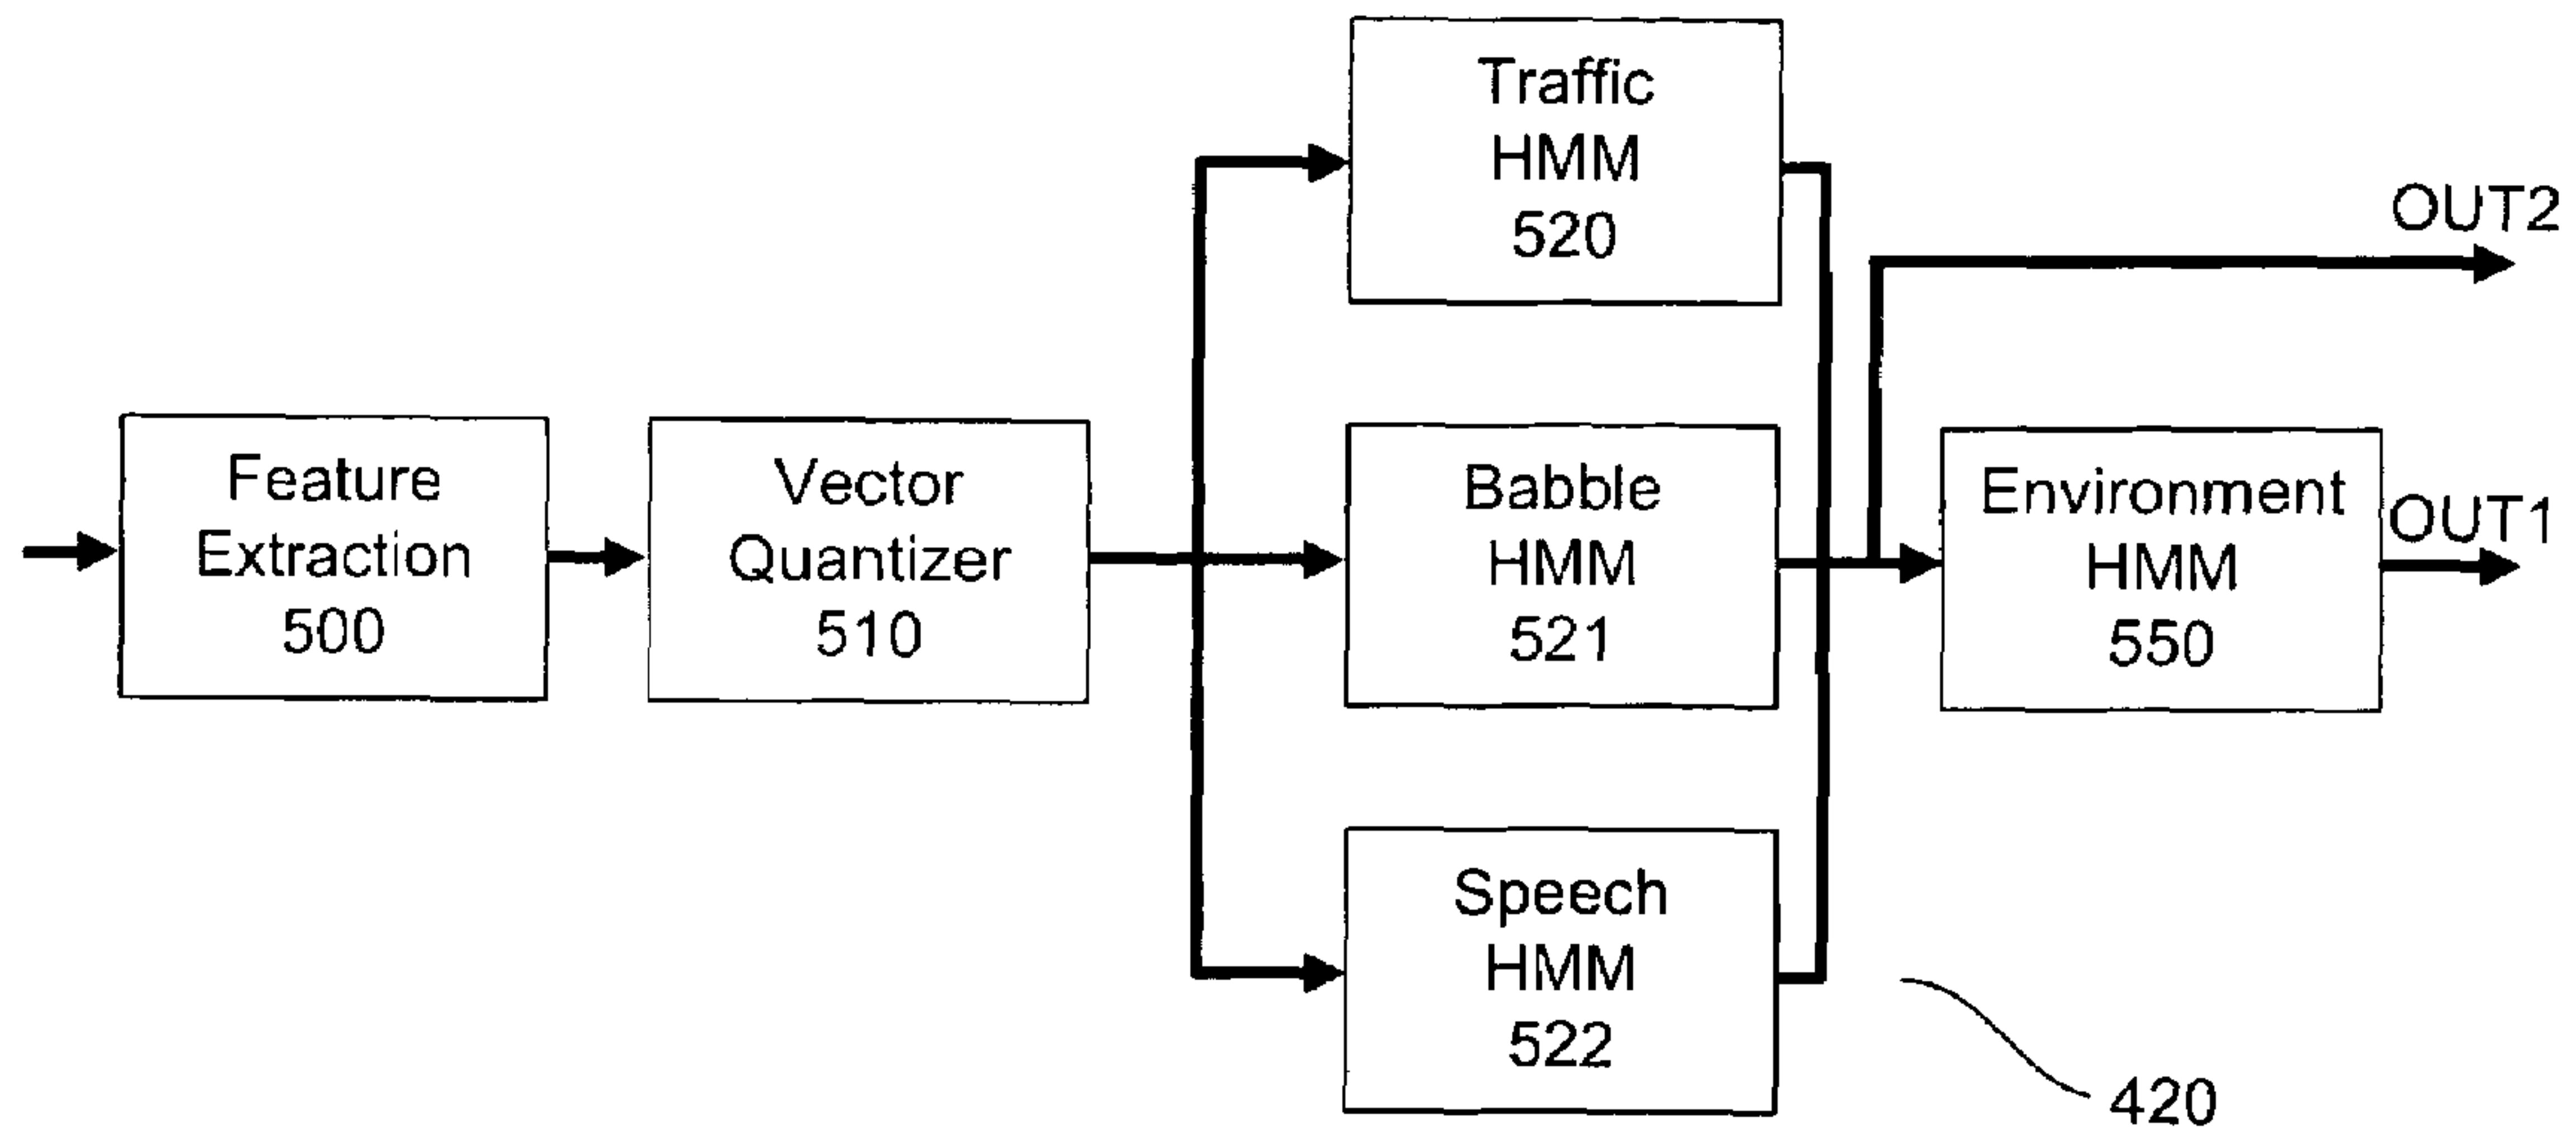 Traffic
HMM
520
OUT2
Feature
Extraction
500
Vector
Quantizer
510
Babble
HMM
521
Environment
HMM
550
OUT1
Speech
HMM
522
420